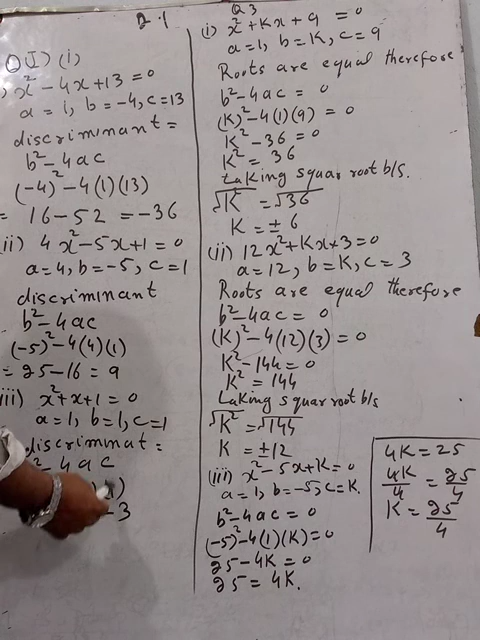 2.1
Q(I) (i)
x²-4x+13=0
a=1, b=-4, c=13
discriminant=
b²-4ac
(-4)²-4(1)(13)
= 16-52 = -36
ii) 4x²-5x+1=0
a=4, b=-5, c=1
discriminant
b²-4ac
(-5)²-4(4)(1)
= 25-16 = 9
iii) x²+x+1=0
a=1, b=1, c=1
discriminat=
²-4ac
1)
-3
Q3
(i) x²+Kx+9=0
a=1, b=K, c=9
Roots are equal therefore
b²-4ac = 0
(K)²-4(1)(9) = 0
K²-36=0
K² = 36
taking squar root b/s.
√K² = √36
K = ±6
(ii) 12x²+Kx+3=0
a=12, b=K, c=3
Roots are equal therefore
b²-4ac = 0
(K)²-4(12)(3) = 0
K²-144=0
K² = 144
taking squar root b/s
√K² = √144
K = ±12
(iii) x²-5x+K=0
a=1, b=-5, c=K.
b²-4ac = 0
(-5)²-4(1)(K)=0
25-4K = 0
25 = 4K.
4K = 25
4K/4 = 25/4
K = 25/4